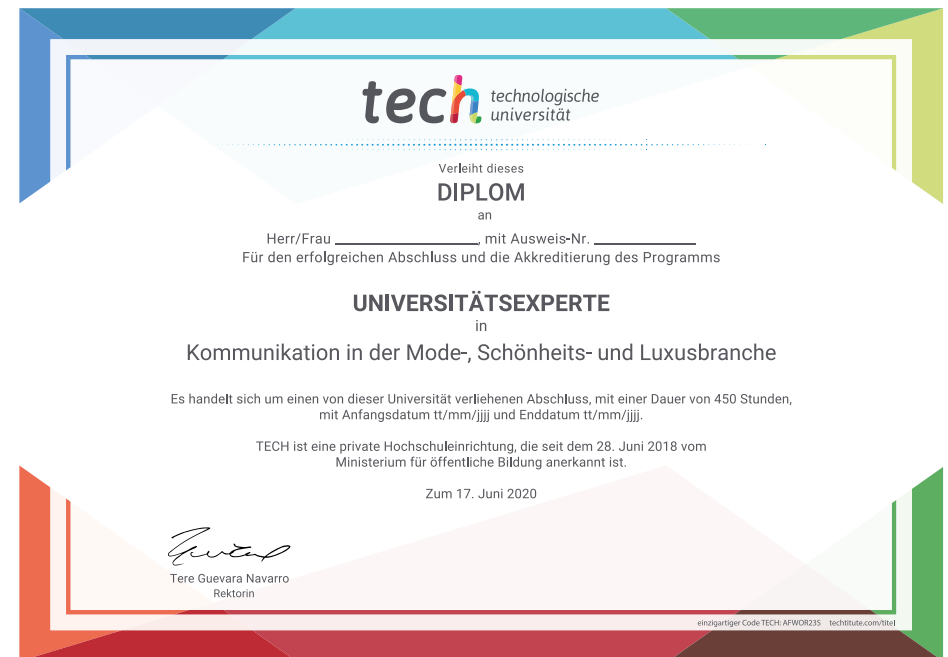 tech technologische
universität
Verleiht dieses
DIPLOM
an
Herr/Frau ____________________, mit Ausweis-Nr. ______________
Für den erfolgreichen Abschluss und die Akkreditierung des Programms
UNIVERSITÄTSEXPERTE
in
Kommunikation in der Mode-, Schönheits- und Luxusbranche
Es handelt sich um einen von dieser Universität verliehenen Abschluss, mit einer Dauer von 450 Stunden,
mit Anfangsdatum tt/mm/jjjj und Enddatum tt/mm/jjjj.
TECH ist eine private Hochschuleinrichtung, die seit dem 28. Juni 2018 vom
Ministerium für öffentliche Bildung anerkannt ist.
Zum 17. Juni 2020
Tere Guevara Navarro
Rektorin
einzigartiger Code TECH: AFWOR23S techtitute.com/titel